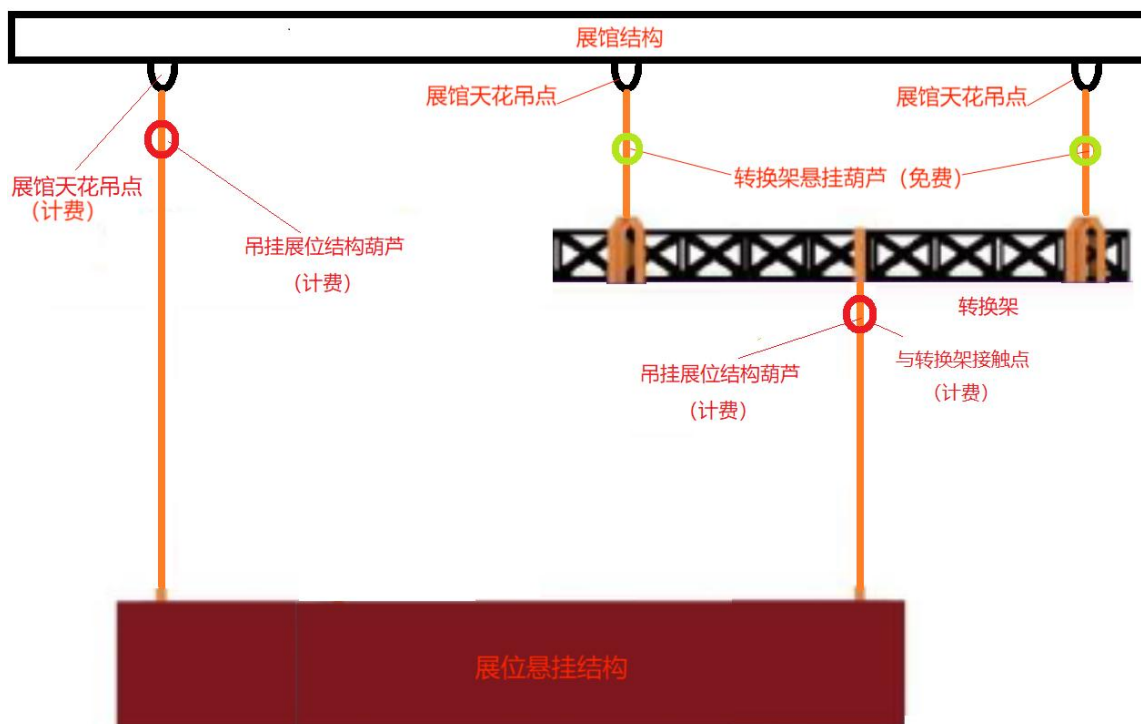 展馆结构
展馆天花吊点
展馆天花吊点
展馆天花吊点
(计费)
转换架悬挂葫芦（免费）
吊挂展位结构葫芦
(计费)
转换架
吊挂展位结构葫芦
(计费)
与转换架接触点
(计费)
展位悬挂结构